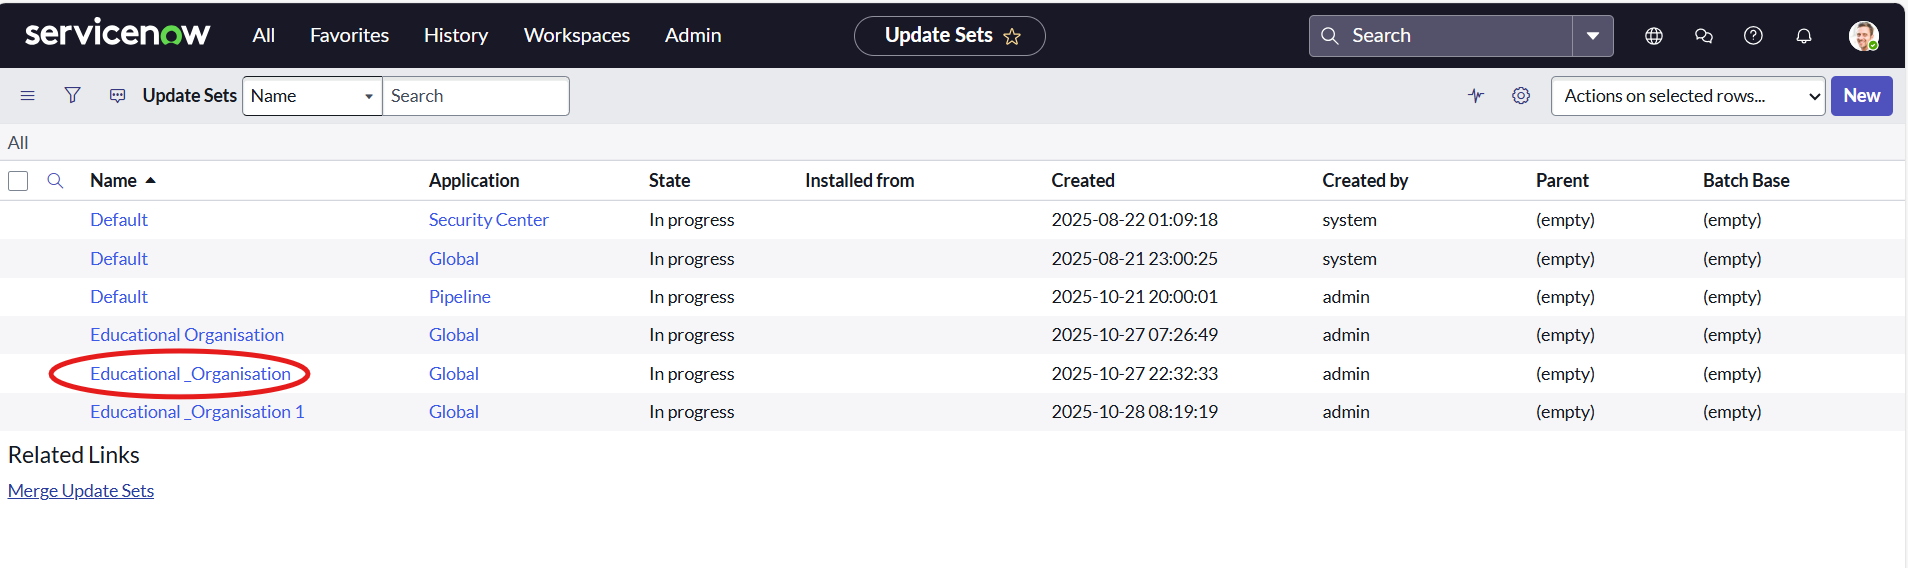 servicenow All Favorites History Workspaces Admin Update Sets Search
Update Sets Name Search Actions on selected rows... New
All
Name Application State Installed from Created Created by Parent Batch Base
Default Security Center In progress 2025-08-22 01:09:18 system (empty) (empty)
Default Global In progress 2025-08-21 23:00:25 system (empty) (empty)
Default Pipeline In progress 2025-10-21 20:00:01 admin (empty) (empty)
Educational Organisation Global In progress 2025-10-27 07:26:49 admin (empty) (empty)
Educational _Organisation Global In progress 2025-10-27 22:32:33 admin (empty) (empty)
Educational _Organisation 1 Global In progress 2025-10-28 08:19:19 admin (empty) (empty)
Related Links
Merge Update Sets